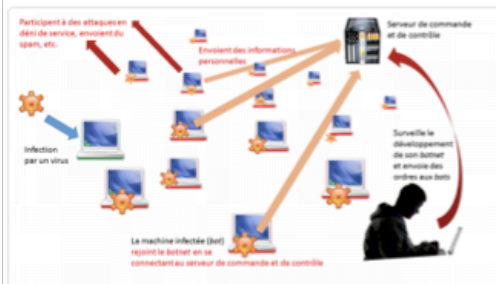 Participent à des attaques en
déni de service, envoient du
spam, etc.
Envoient des informations
personnelles
Serveur de commande
et de contrôle
Infection
par un virus
Surveille le
développement
de son botnet
et envoie des
ordres aux bots
La machine infectée (bot)
rejoint le botnet en se
connectant au serveur de commande et de contrôle